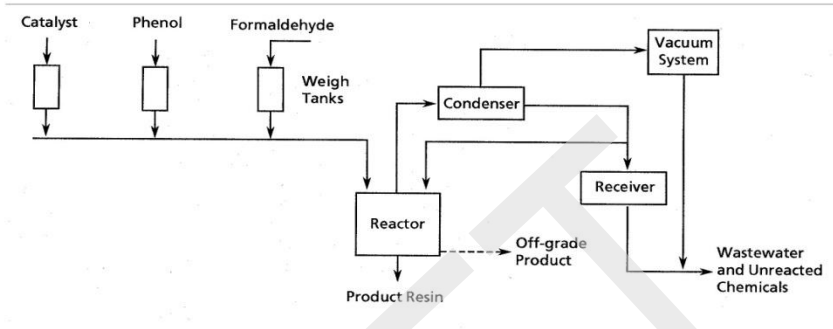 Catalyst
Phenol
Formaldehyde
Weigh
Tanks
Condenser
Vacuum
System
Receiver
Reactor
Off-grade
Product
Product Resin
Wastewater
and Unreacted
Chemicals